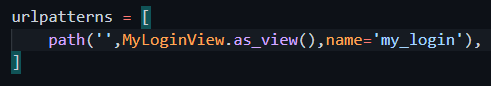 urlpatterns = [
    path('',MyLoginView.as_view(),name='my_login'),
]